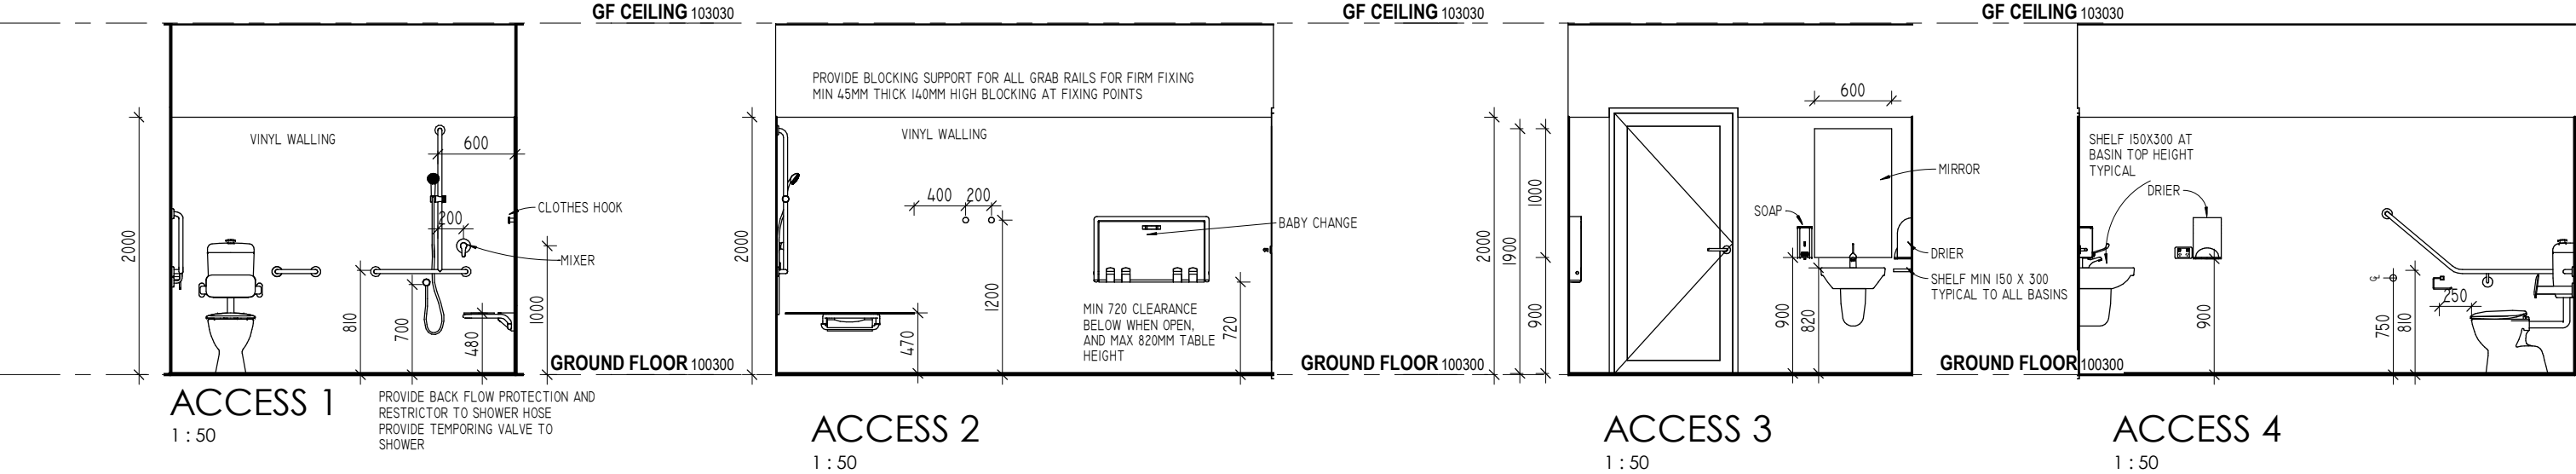 GF CEILING 103030
VINYL WALLING
600
200
CLOTHES HOOK
MIXER
2000
810
700
480
1000
GROUND FLOOR 100300
ACCESS 1
1 : 50
PROVIDE BACK FLOW PROTECTION AND
RESTRICTOR TO SHOWER HOSE
PROVIDE TEMPORING VALVE TO
SHOWER
GF CEILING 103030
PROVIDE BLOCKING SUPPORT FOR ALL GRAB RAILS FOR FIRM FIXING
MIN 45MM THICK 140MM HIGH BLOCKING AT FIXING POINTS
VINYL WALLING
400 200
2000
1200
470
BABY CHANGE
MIN 720 CLEARANCE
BELOW WHEN OPEN,
AND MAX 820MM TABLE
HEIGHT
720
GROUND FLOOR 100300
ACCESS 2
1 : 50
600
2000
1900
1000
900
SOAP
MIRROR
DRIER
SHELF MIN 150 X 300
TYPICAL TO ALL BASINS
900
820
ACCESS 3
1 : 50
GF CEILING 103030
SHELF 150X300 AT
BASIN TOP HEIGHT
TYPICAL
DRIER
900
750
810
250
GROUND FLOOR 100300
ACCESS 4
1 : 50